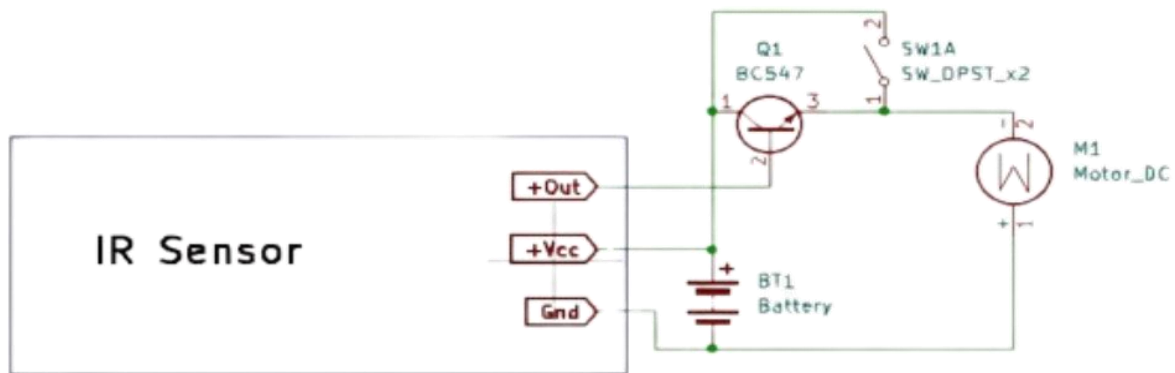 2
Q1
BC547
SW1A
SW_DPST_x2
1
3
1
2
-
2
M1
Motor_DC
+Out
IR Sensor
+Vcc
+
1
+
BT1
Battery
Gnd